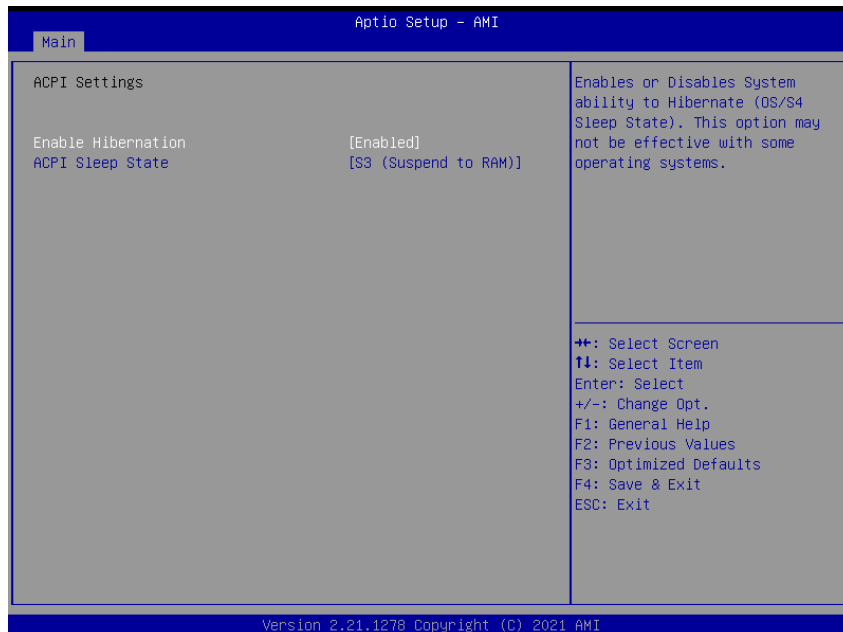 Aptio Setup – AMI
Main
ACPI Settings
Enable Hibernation [Enabled]
ACPI Sleep State [S3 (Suspend to RAM)]
Enables or Disables System
ability to Hibernate (OS/S4
Sleep State). This option may
not be effective with some
operating systems.
→←: Select Screen
↑↓: Select Item
Enter: Select
+/-: Change Opt.
F1: General Help
F2: Previous Values
F3: Optimized Defaults
F4: Save & Exit
ESC: Exit
Version 2.21.1278 Copyright (C) 2021 AMI